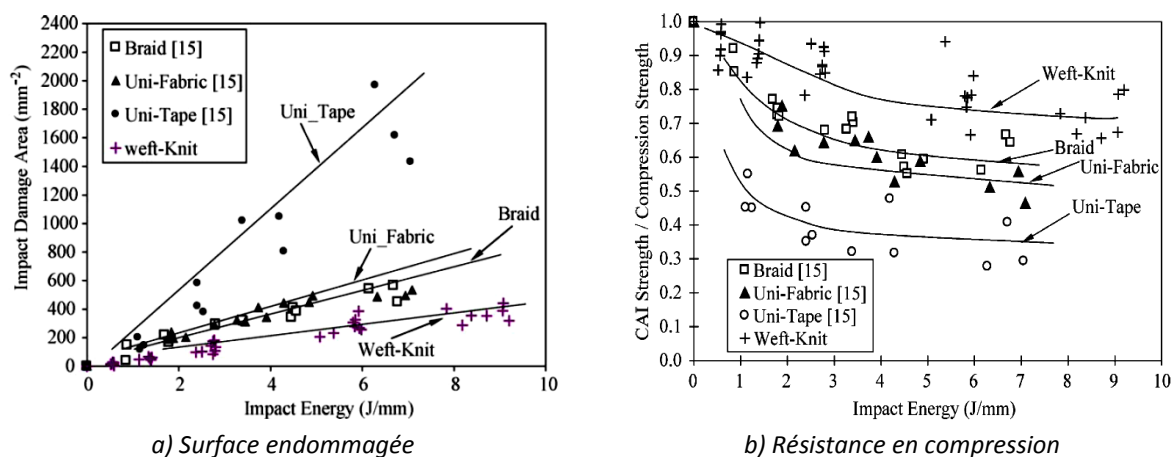 2400
2200
2000
1800
1600
1400
1200
1000
800
600
400
200
0
Impact Damage Area (mm-2)
Braid [15]
Uni-Fabric [15]
Uni-Tape [15]
weft-Knit
Uni_Tape
Braid
Uni_Fabric
Weft-Knit
0 2 4 6 8 10
Impact Energy (J/mm)
a) Surface endommagée
1.0
0.9
0.8
0.7
0.6
0.5
0.4
0.3
0.2
0.1
0.0
CAI Strength / Compression Strength
Weft-Knit
Braid
Uni-Fabric
Uni-Tape
Braid [15]
Uni-Fabric [15]
Uni-Tape [15]
Weft-Knit
0 1 2 3 4 5 6 7 8 9 10
Impact Energy (J/mm)
b) Résistance en compression